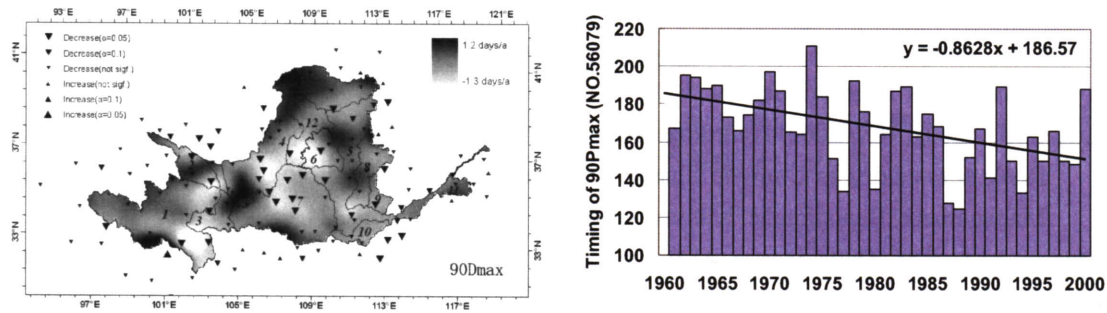 93°E 97°E 101°E 105°E 109°E 113°E 117°E 121°E
41°N
37°N
33°N
Decrease(α=0.05)
Decrease(α=0.1)
Decrease(not sigf.)
Increase(not sigf.)
Increase(α=0.1)
Increase(α=0.05)
1.2 days/a
-1.3 days/a
41°N
37°N
33°N
12
4
6
8
1
3
9
10
90Dmax
97°E 101°E 105°E 109°E 113°E 117°E
Timing of 90Pmax (NO.56079)
220
200
180
160
140
120
100
y = -0.8628x + 186.57
1960 1965 1970 1975 1980 1985 1990 1995 2000